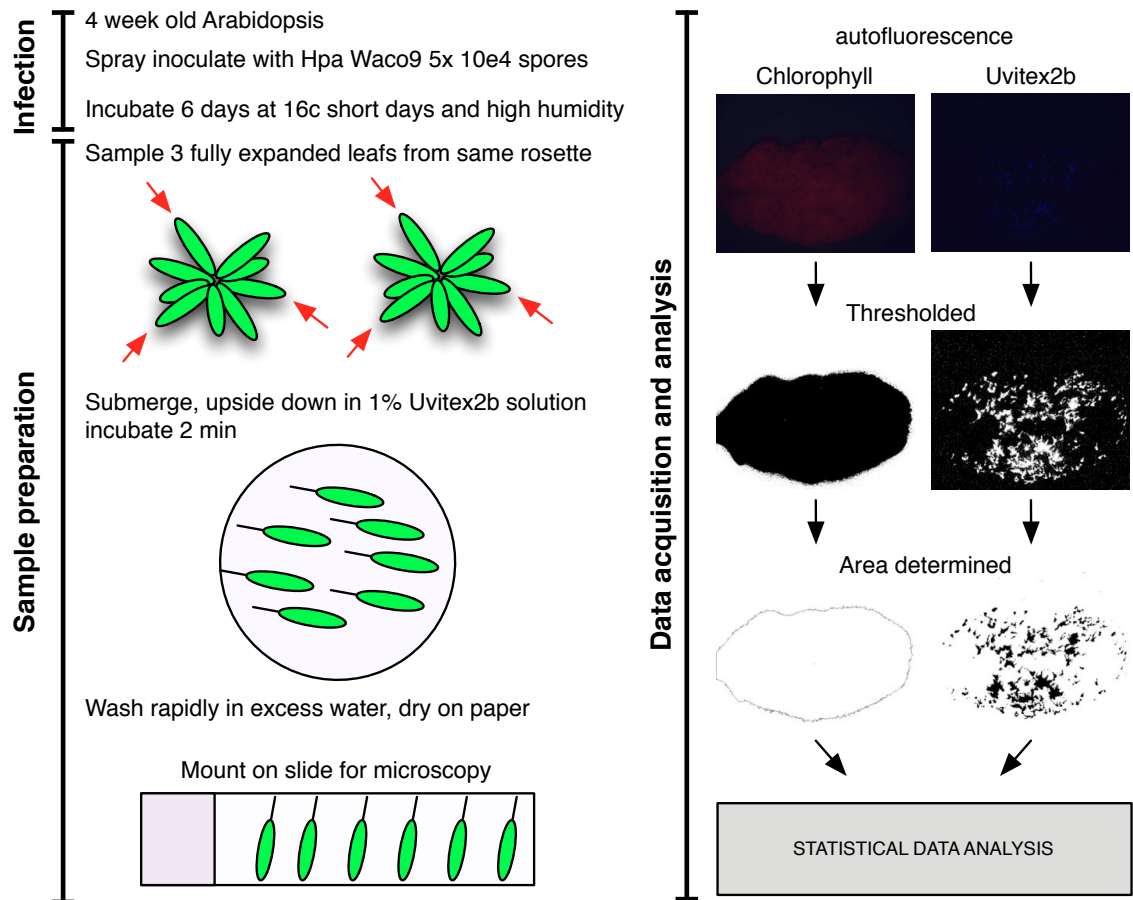 Infection
4 week old Arabidopsis
Spray inoculate with Hpa Waco9 5x 10e4 spores
Incubate 6 days at 16c short days and high humidity
Sample preparation
Sample 3 fully expanded leafs from same rosette
Submerge, upside down in 1% Uvitex2b solution
incubate 2 min
Wash rapidly in excess water, dry on paper
Mount on slide for microscopy
Data acquisition and analysis
autofluorescence
Chlorophyll
Uvitex2b
Thresholded
Area determined
STATISTICAL DATA ANALYSIS